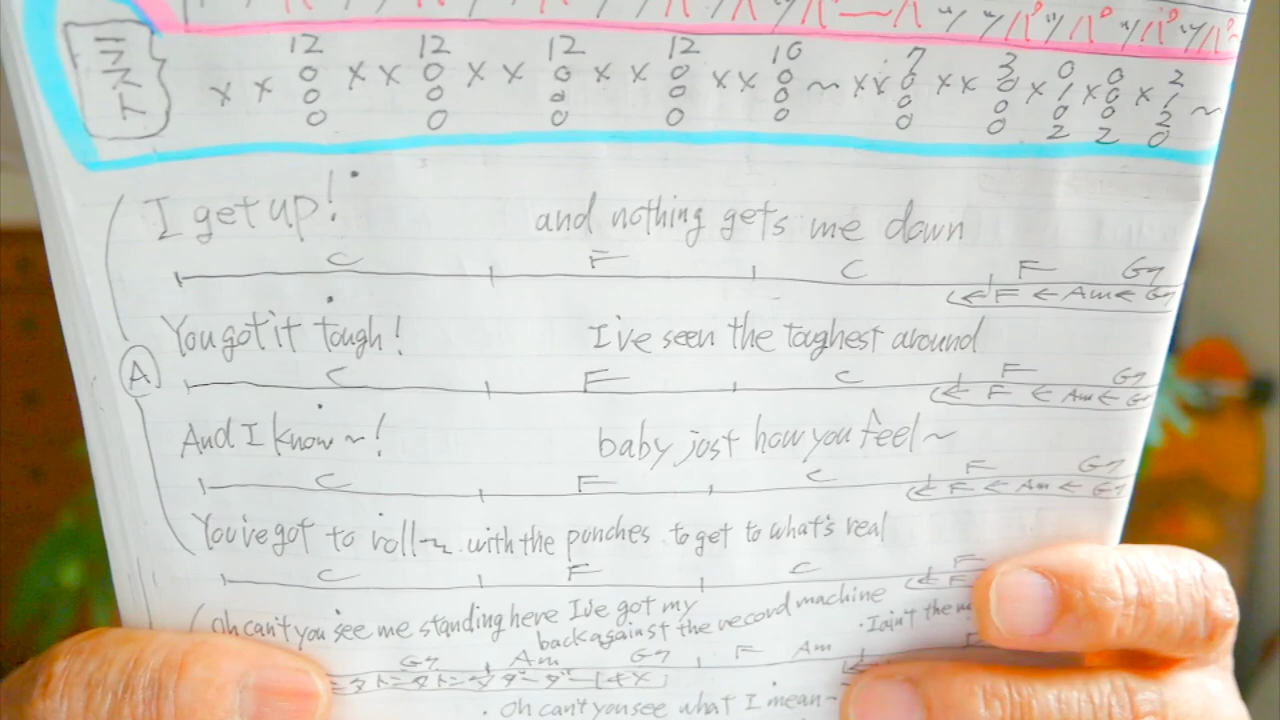 INTI
12 12 12 12 10 7 3 0 0 2
x x 0 x x 0 x x 0 x x 0 x x 0 ~ x x 0 x x 0 x 1 x 0 x 1 ~
0 0 0 0 0 0 0 0 2
0 0 0 0 0 0 0 2 2 0
I get up! and nothing gets me down
C F C F G7
← F ← Am ← G7
You got it tough! I've seen the toughest around
A
C F C F G7
← F ← Am ← G7
And I know ~! baby just how you feel ~
C F C F G7
← F ← Am ← G7
You've got to roll ~ with the punches to get to what's real
C F C F
← F
Oh can't you see me standing here I've got my
back against the record machine
・I ain't the
G7 Am G7 F Am
・Oh can't you see what I mean ~